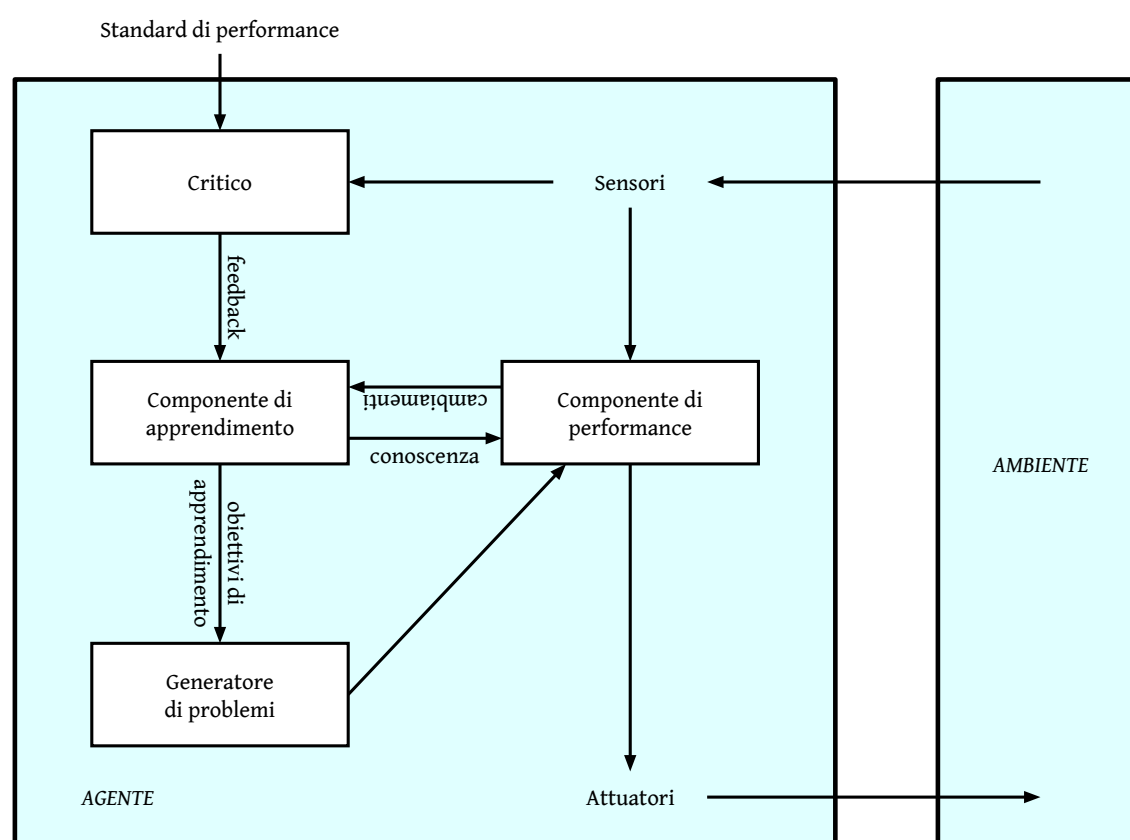 Standard di performance
Critico
Sensori
feedback
Componente di
apprendimento
cambiamenti
conoscenza
Componente di
performance
AMBIENTE
obiettivi di
apprendimento
Generatore
di problemi
AGENTE
Attuatori